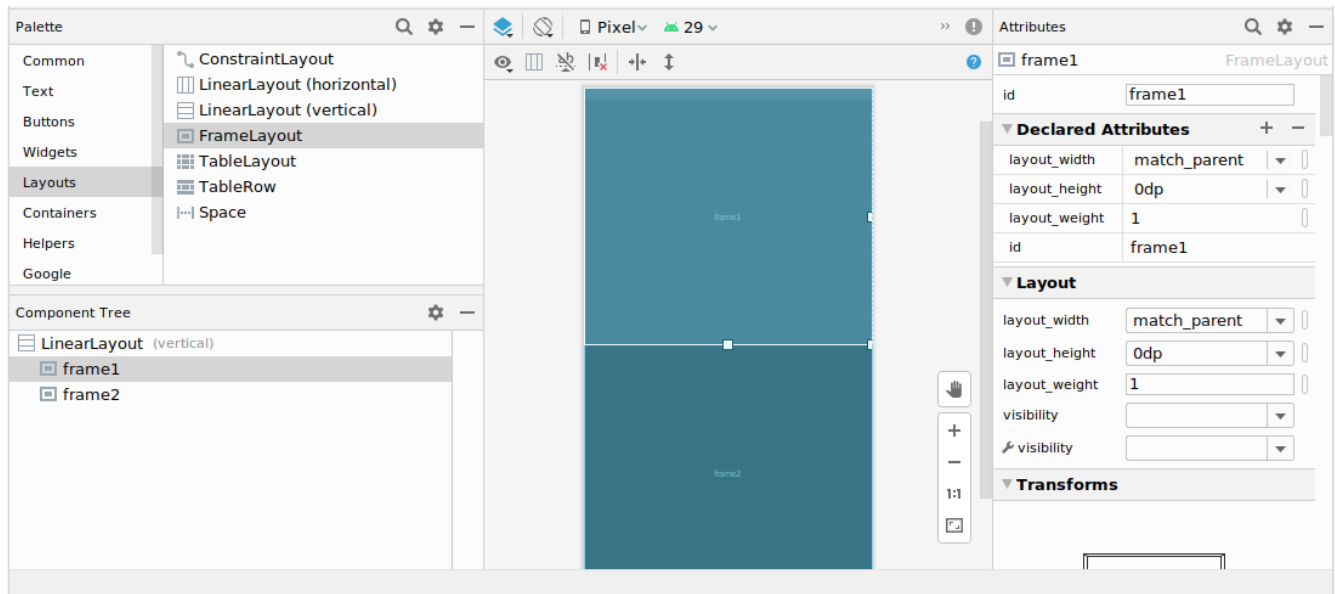 Palette
Common
Text
Buttons
Widgets
Layouts
Containers
Helpers
Google
ConstraintLayout
LinearLayout (horizontal)
LinearLayout (vertical)
FrameLayout
TableLayout
TableRow
Space
Component Tree
LinearLayout (vertical)
frame1
frame2
Pixel
29
frame1
frame2
1:1
Attributes
frame1 FrameLayout
id frame1
Declared Attributes
layout_width match_parent
layout_height 0dp
layout_weight 1
id frame1
Layout
layout_width match_parent
layout_height 0dp
layout_weight 1
visibility
visibility
Transforms